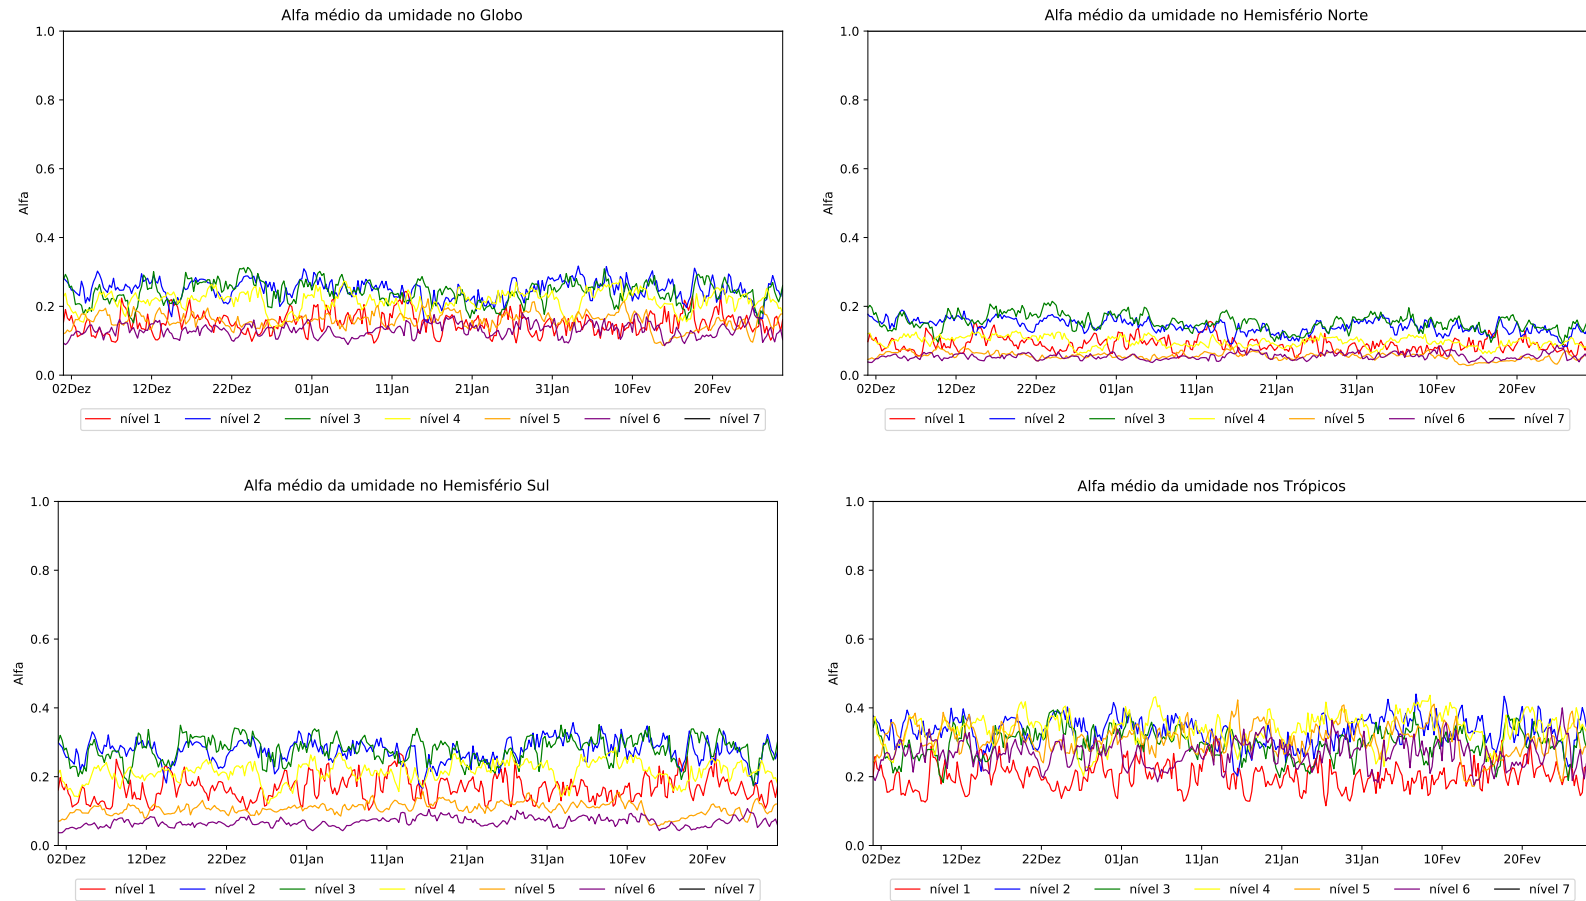 Alfa médio da umidade no Globo
1.0
0.8
0.6
0.4
0.2
0.0
Alfa
02Dez 12Dez 22Dez 01Jan 11Jan 21Jan 31Jan 10Fev 20Fev
nível 1 nível 2 nível 3 nível 4 nível 5 nível 6 nível 7
Alfa médio da umidade no Hemisfério Norte
1.0
0.8
0.6
0.4
0.2
0.0
Alfa
02Dez 12Dez 22Dez 01Jan 11Jan 21Jan 31Jan 10Fev 20Fev
nível 1 nível 2 nível 3 nível 4 nível 5 nível 6 nível 7
Alfa médio da umidade no Hemisfério Sul
1.0
0.8
0.6
0.4
0.2
0.0
Alfa
02Dez 12Dez 22Dez 01Jan 11Jan 21Jan 31Jan 10Fev 20Fev
nível 1 nível 2 nível 3 nível 4 nível 5 nível 6 nível 7
Alfa médio da umidade nos Trópicos
1.0
0.8
0.6
0.4
0.2
0.0
Alfa
02Dez 12Dez 22Dez 01Jan 11Jan 21Jan 31Jan 10Fev 20Fev
nível 1 nível 2 nível 3 nível 4 nível 5 nível 6 nível 7